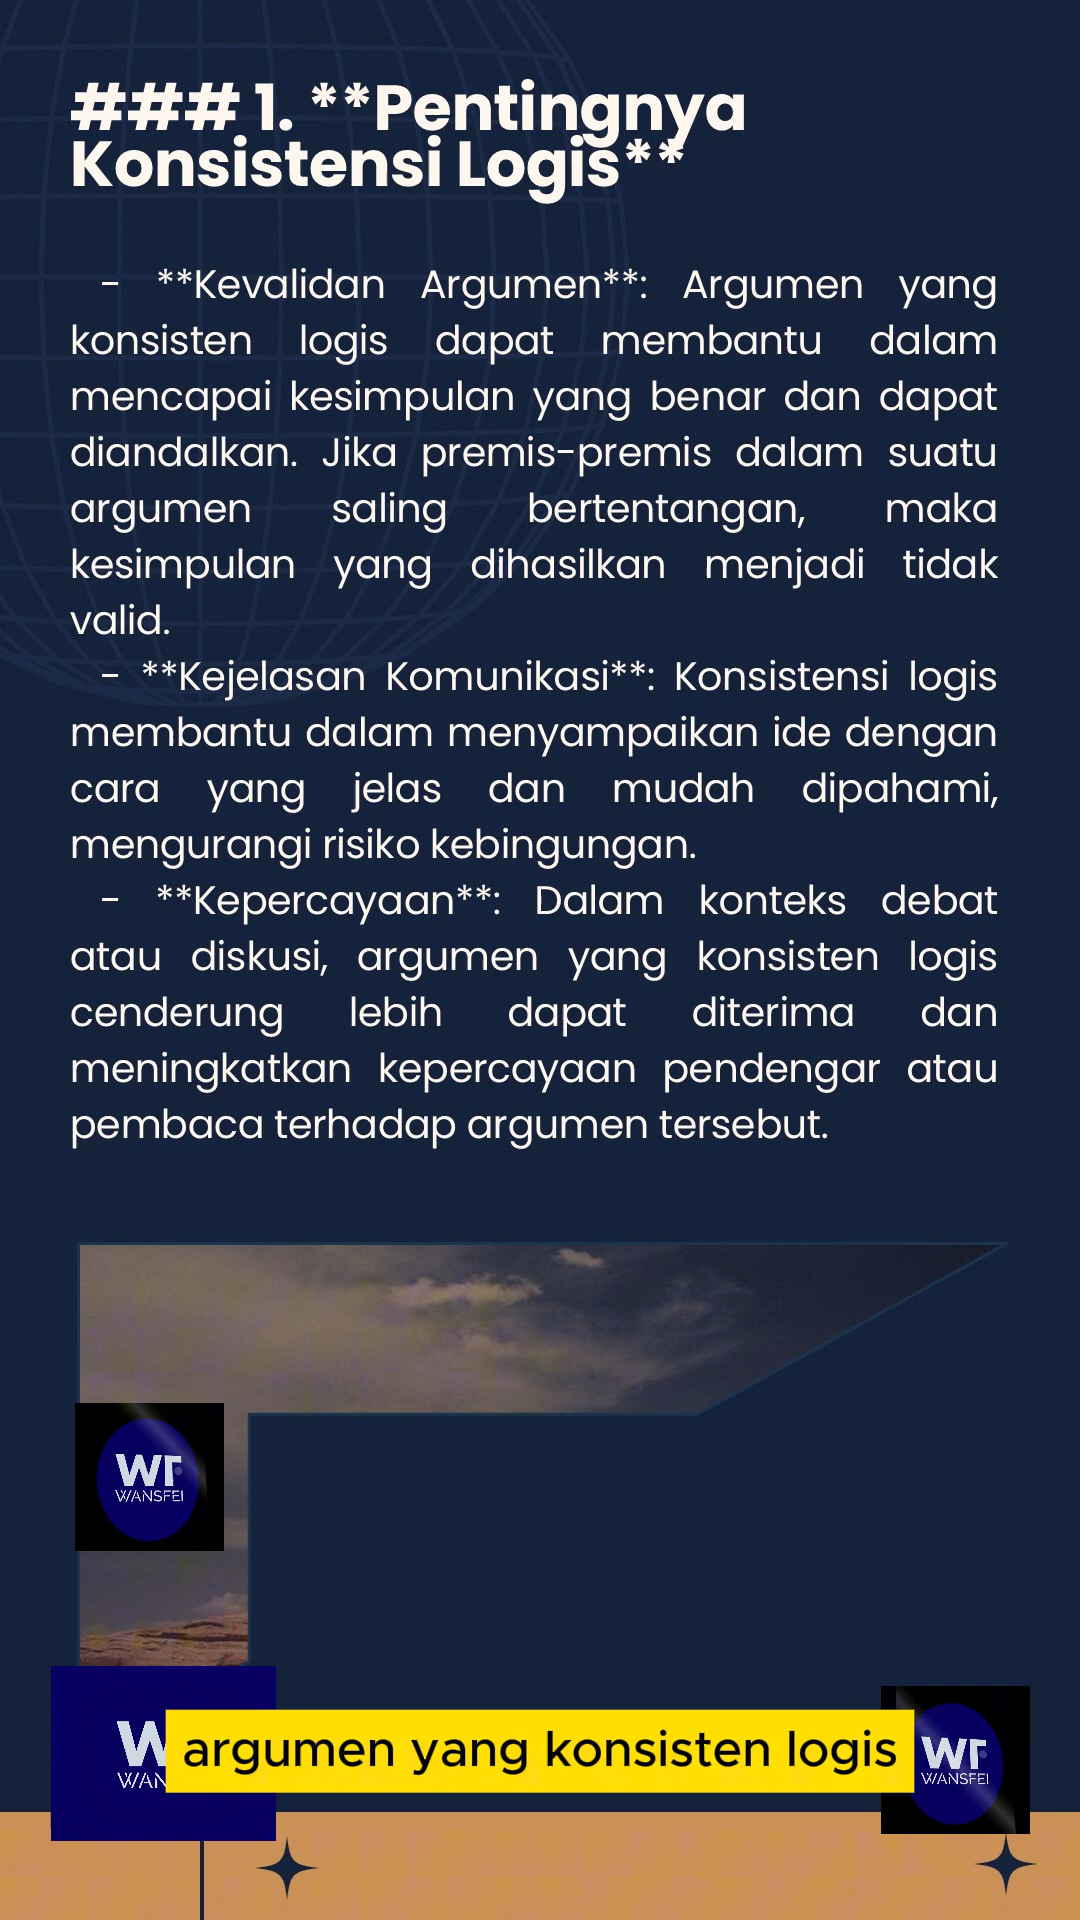 ### 1. **Pentingnya
Konsistensi Logis**
- **Kevalidan Argumen**: Argumen yang
konsisten logis dapat membantu dalam
mencapai kesimpulan yang benar dan dapat
diandalkan. Jika premis-premis dalam suatu
argumen saling bertentangan, maka
kesimpulan yang dihasilkan menjadi tidak
valid.
- **Kejelasan Komunikasi**: Konsistensi logis
membantu dalam menyampaikan ide dengan
cara yang jelas dan mudah dipahami,
mengurangi risiko kebingungan.
- **Kepercayaan**: Dalam konteks debat
atau diskusi, argumen yang konsisten logis
cenderung lebih dapat diterima dan
meningkatkan kepercayaan pendengar atau
pembaca terhadap argumen tersebut.
WF
WANSFEI
W
WAN
argumen yang konsisten logis
WF
WANSFEI